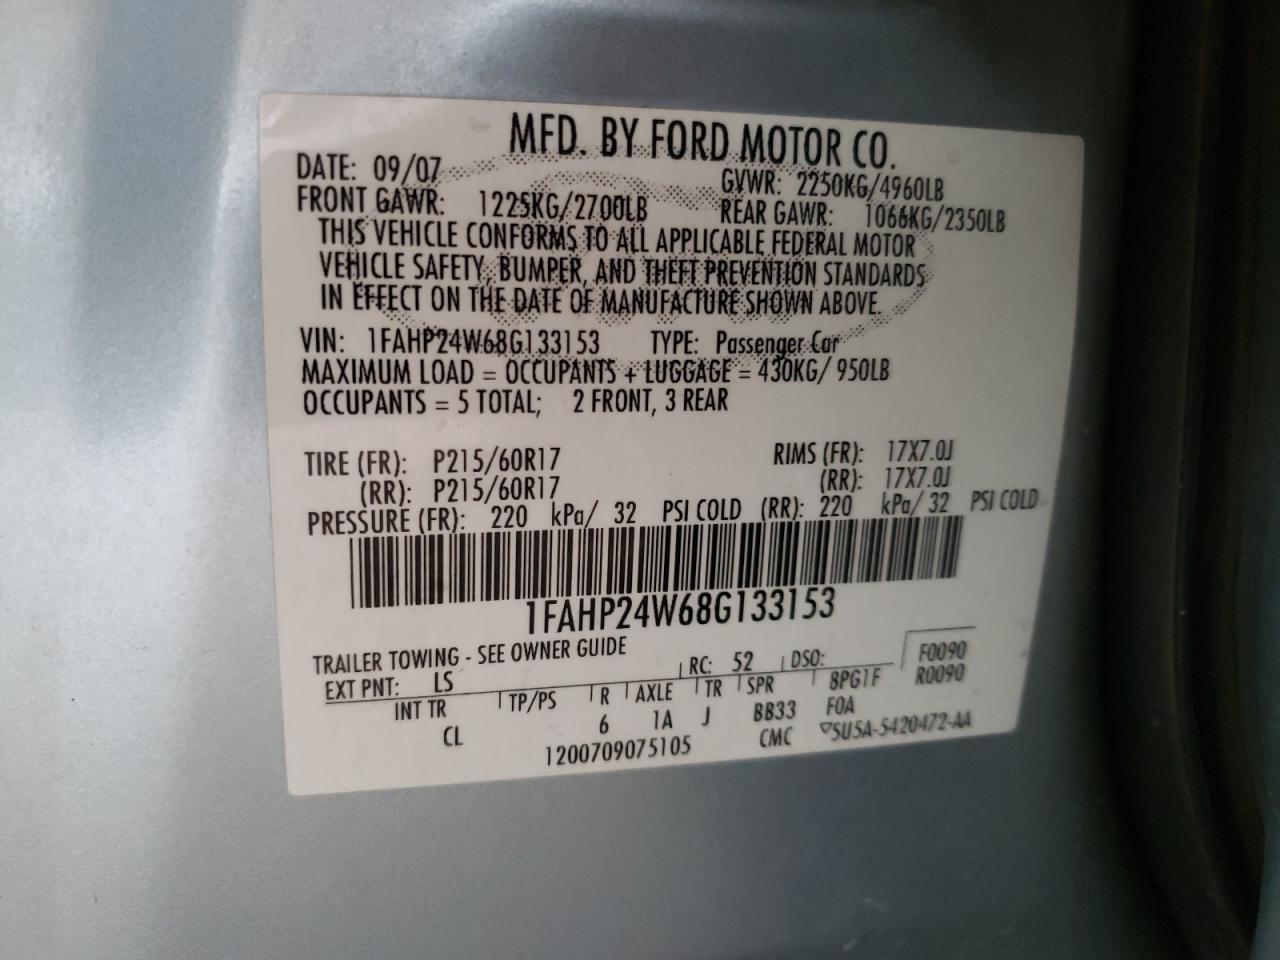 MFD. BY FORD MOTOR CO.
DATE: 09/07 GVWR: 2250KG/4960LB
FRONT GAWR: 1225KG/2700LB REAR GAWR: 1066KG/2350LB
THIS VEHICLE CONFORMS TO ALL APPLICABLE FEDERAL MOTOR
VEHICLE SAFETY, BUMPER, AND THEFT PREVENTION STANDARDS
IN EFFECT ON THE DATE OF MANUFACTURE SHOWN ABOVE.
VIN: 1FAHP24W68G133153 TYPE: Passenger Car
MAXIMUM LOAD = OCCUPANTS + LUGGAGE = 430KG/ 950LB
OCCUPANTS = 5 TOTAL; 2 FRONT, 3 REAR
TIRE (FR): P215/60R17 RIMS (FR): 17X7.0J
(RR): P215/60R17 (RR): 17X7.0J
PRESSURE (FR): 220 kPa/ 32 PSI COLD (RR): 220 kPa/ 32 PSI COLD
1FAHP24W68G133153
TRAILER TOWING - SEE OWNER GUIDE
EXT PNT: LS RC: 52 DSO: F0090
R0090
INT TR TP/PS R AXLE TR SPR 8PG1F
CL 6 1A J BB33 FOA
1200709075105 CMC ▽5U5A-5420472-AA